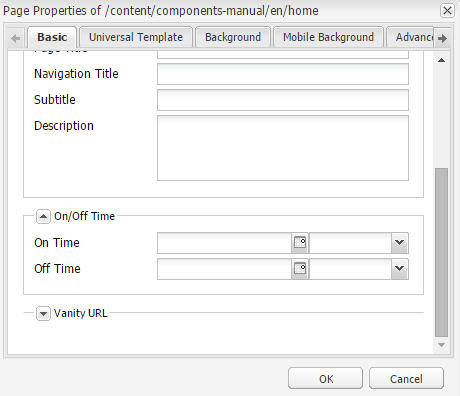 Page Properties of /content/components-manual/en/home
Basic Universal Template Background Mobile Background Advanc
Page Title
Navigation Title
Subtitle
Description
On/Off Time
On Time
Off Time
Vanity URL
OK Cancel